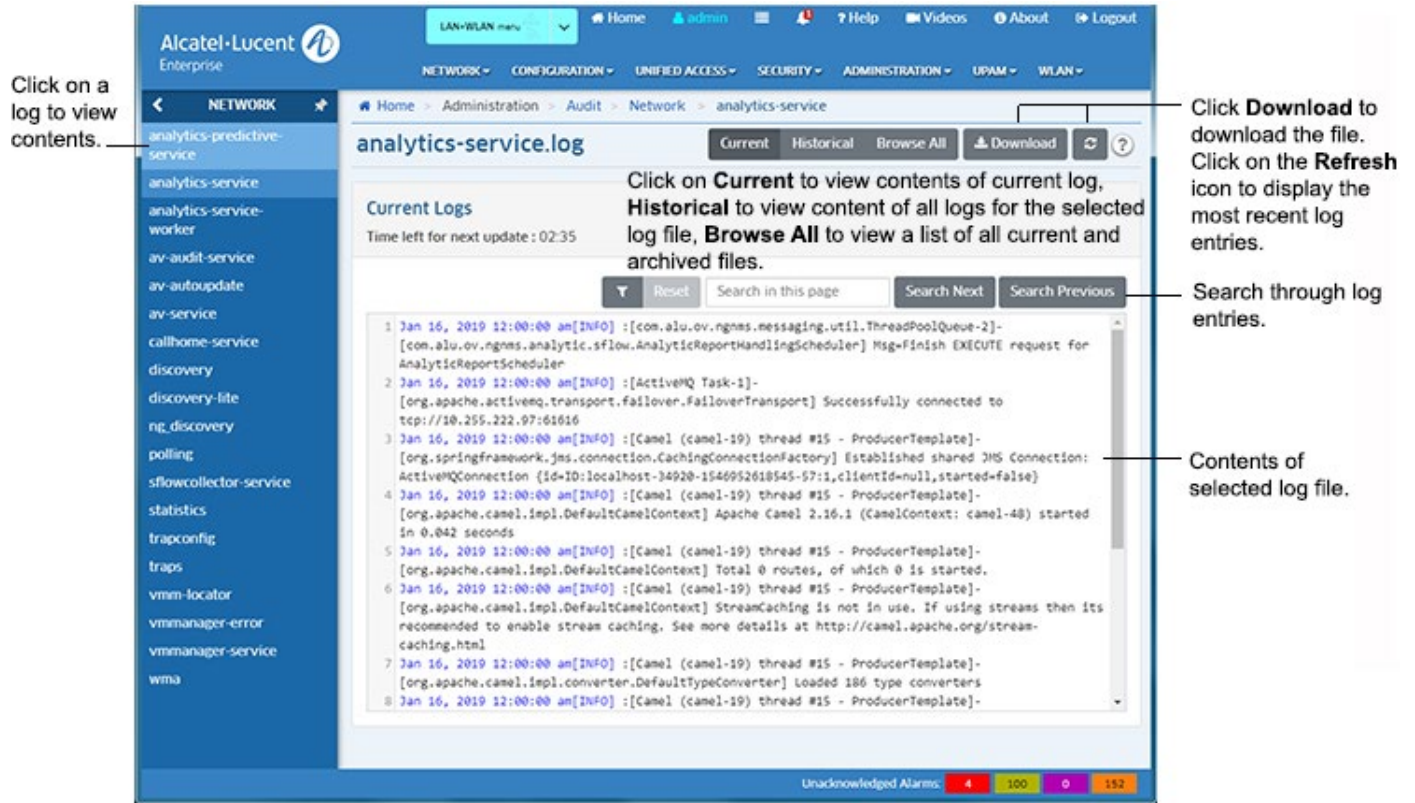 Alcatel·Lucent
Enterprise
LAN+WLAN menu
Home admin ? Help Videos About Logout
NETWORK CONFIGURATION UNIFIED ACCESS SECURITY ADMINISTRATION UPAM WLAN
Click on a
log to view
contents.
NETWORK
analytics-predictive-
service
analytics-service
analytics-service-
worker
av-audit-service
av-autoupdate
av-service
callhome-service
discovery
discovery-lite
ng_discovery
polling
sflowcollector-service
statistics
trapconfig
traps
vmm-locator
vmmanager-error
vmmanager-service
wma
Home > Administration > Audit > Network > analytics-service
analytics-service.log
Current Historical Browse All Download ?
Click Download to
download the file.
Click on the Refresh
icon to display the
most recent log
entries.
Current Logs
Time left for next update : 02:35
Click on Current to view contents of current log,
Historical to view content of all logs for the selected
log file, Browse All to view a list of all current and
archived files.
Reset Search in this page Search Next Search Previous
Search through log
entries.
1 Jan 16, 2019 12:00:00 am[INFO] :[com.alu.ov.ngnms.messaging.util.ThreadPoolQueue-2]-
[com.alu.ov.ngnms.analytic.sflow.AnalyticReportHandlingScheduler] Msg=Finish EXECUTE request for
AnalyticReportScheduler
2 Jan 16, 2019 12:00:00 am[INFO] :[ActiveMQ Task-1]-
[org.apache.activemq.transport.failover.FailoverTransport] Successfully connected to
tcp://10.255.222.97:61616
3 Jan 16, 2019 12:00:00 am[INFO] :[Camel (camel-19) thread #15 - ProducerTemplate]-
[org.springframework.jms.connection.CachingConnectionFactory] Established shared JMS Connection:
ActiveMQConnection {id=ID:localhost-34920-1546952618545-57:1,clientId=null,started=false}
4 Jan 16, 2019 12:00:00 am[INFO] :[Camel (camel-19) thread #15 - ProducerTemplate]-
[org.apache.camel.impl.DefaultCamelContext] Apache Camel 2.16.1 (CamelContext: camel-48) started
in 0.042 seconds
5 Jan 16, 2019 12:00:00 am[INFO] :[Camel (camel-19) thread #15 - ProducerTemplate]-
[org.apache.camel.impl.DefaultCamelContext] Total 0 routes, of which 0 is started.
6 Jan 16, 2019 12:00:00 am[INFO] :[Camel (camel-19) thread #15 - ProducerTemplate]-
[org.apache.camel.impl.DefaultCamelContext] StreamCaching is not in use. If using streams then its
recommended to enable stream caching. See more details at http://camel.apache.org/stream-
caching.html
7 Jan 16, 2019 12:00:00 am[INFO] :[Camel (camel-19) thread #15 - ProducerTemplate]-
[org.apache.camel.impl.converter.DefaultTypeConverter] Loaded 186 type converters
8 Jan 16, 2019 12:00:00 am[INFO] :[Camel (camel-19) thread #15 - ProducerTemplate]-
Contents of
selected log file.
Unacknowledged Alarms: 4 100 0 152